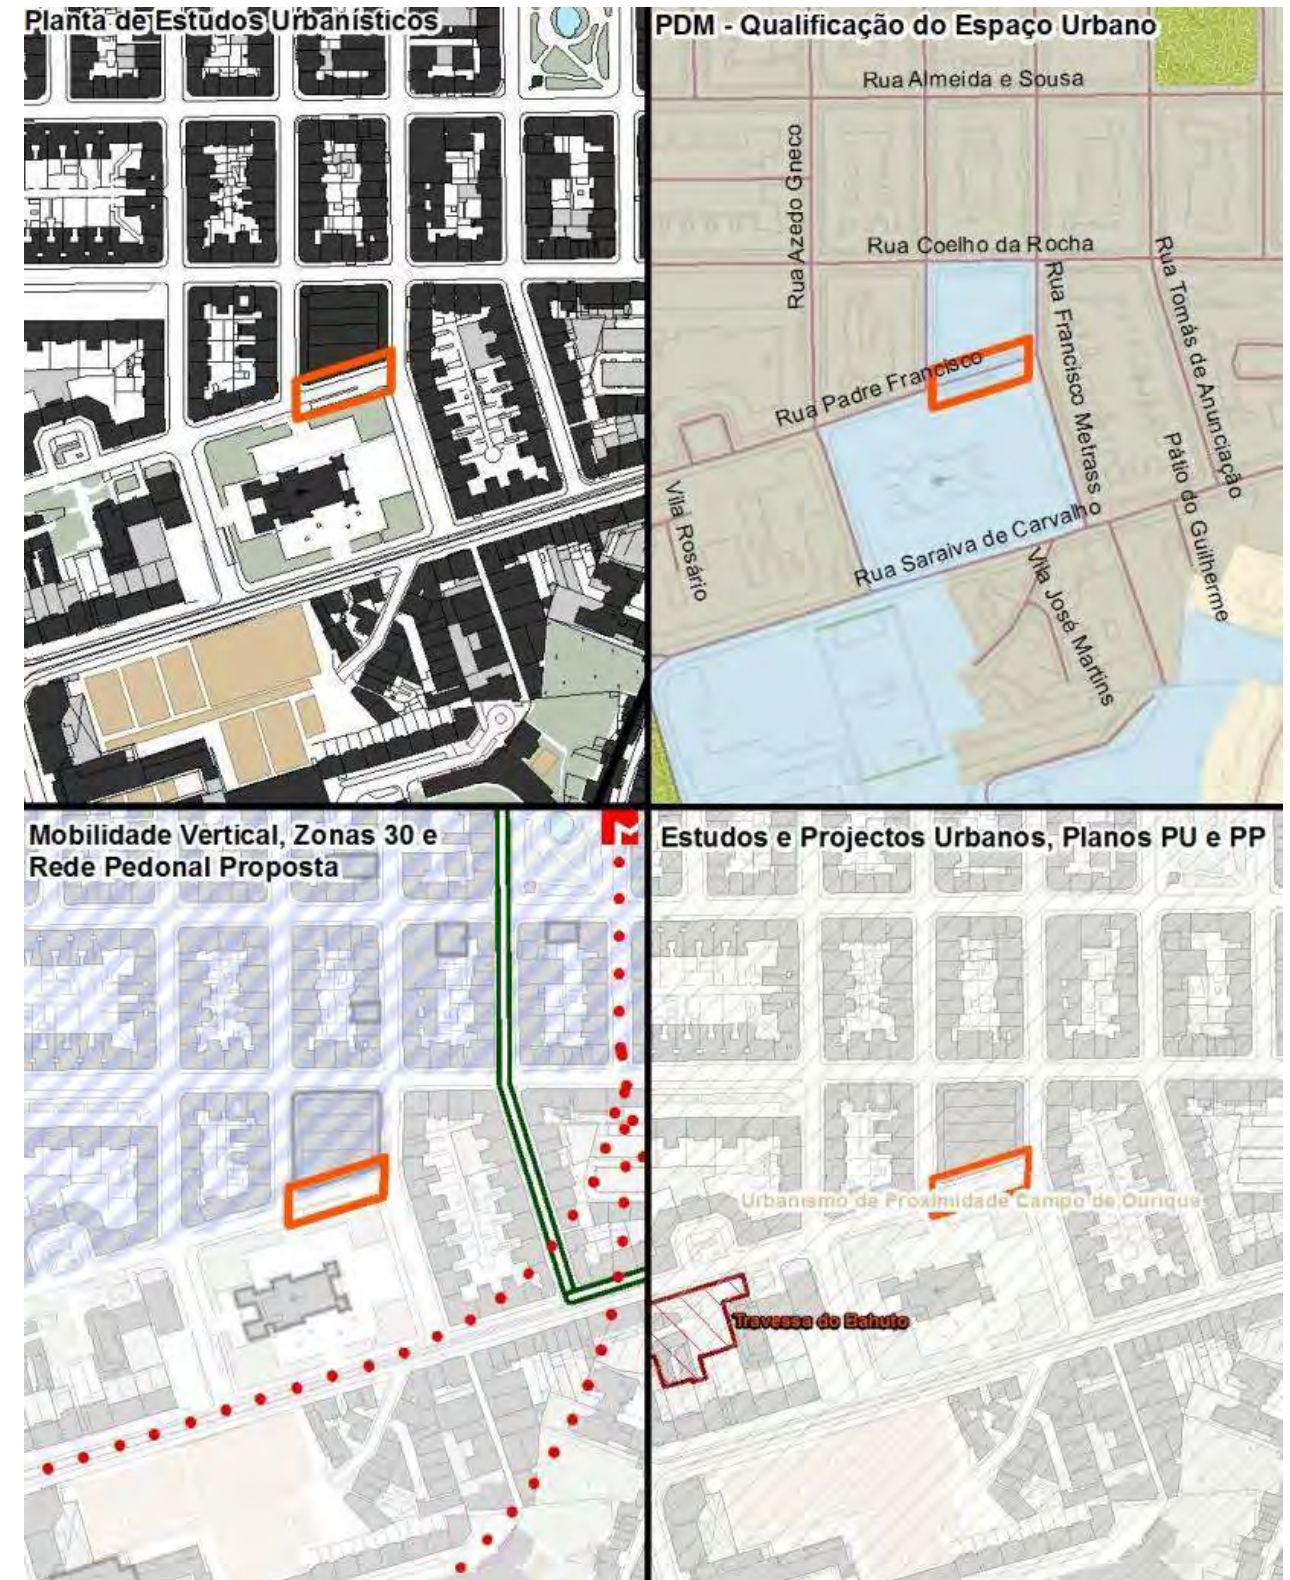 Planta de Estudos Urbanísticos
PDM - Qualificação do Espaço Urbano
Rua Almeida e Sousa
Rua Azedo Gneco
Rua Coelho da Rocha
Rua Tomás de Anunciação
Rua Francisco Metrass o
Rua Padre Francisco
Pátio do Guilherme
Vila Rosário
Rua Saraiva de Carvalho
Vila José Martins
Mobilidade Vertical, Zonas 30 e
Rede Pedonal Proposta
M
Estudos e Projectos Urbanos, Planos PU e PP
Urbanismo de Proximidade Campo de Ourique
Travessa do Bahuto